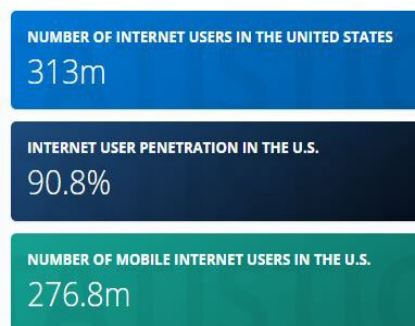 NUMBER OF INTERNET USERS IN THE UNITED STATES
313m
INTERNET USER PENETRATION IN THE U.S.
90.8%
NUMBER OF MOBILE INTERNET USERS IN THE U.S.
276.8m